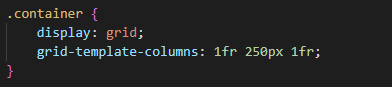 .container {
    display: grid;
    grid-template-columns: 1fr 250px 1fr;
}